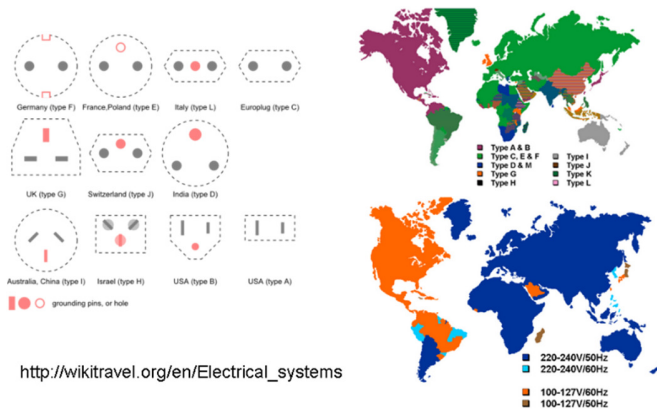 Germany (type F)
France,Poland (type E)
Italy (type L)
Europlug (type C)
UK (type G)
Switzerland (type J)
India (type D)
Australia, China (type I)
Israel (type H)
USA (type B)
USA (type A)
grounding pins, or hole
http://wikitravel.org/en/Electrical_systems
Type A & B
Type C, E & F
Type D & M
Type G
Type H
Type I
Type J
Type K
Type L
220-240V/50Hz
220-240V/60Hz
100-127V/60Hz
100-127V/50Hz